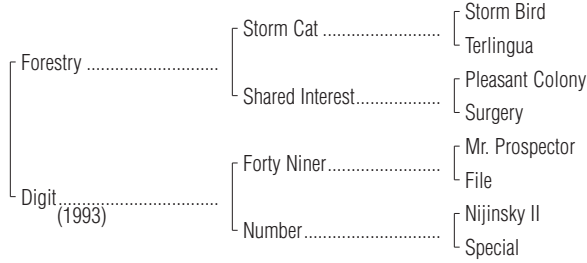 Storm Bird
Storm Cat ....................
Terlingua
Forestry .......................
Pleasant Colony
Shared Interest..............
Surgery
Mr. Prospector
Forty Niner...................
File
Digit...............................
(1993)
Nijinsky II
Number........................
Special